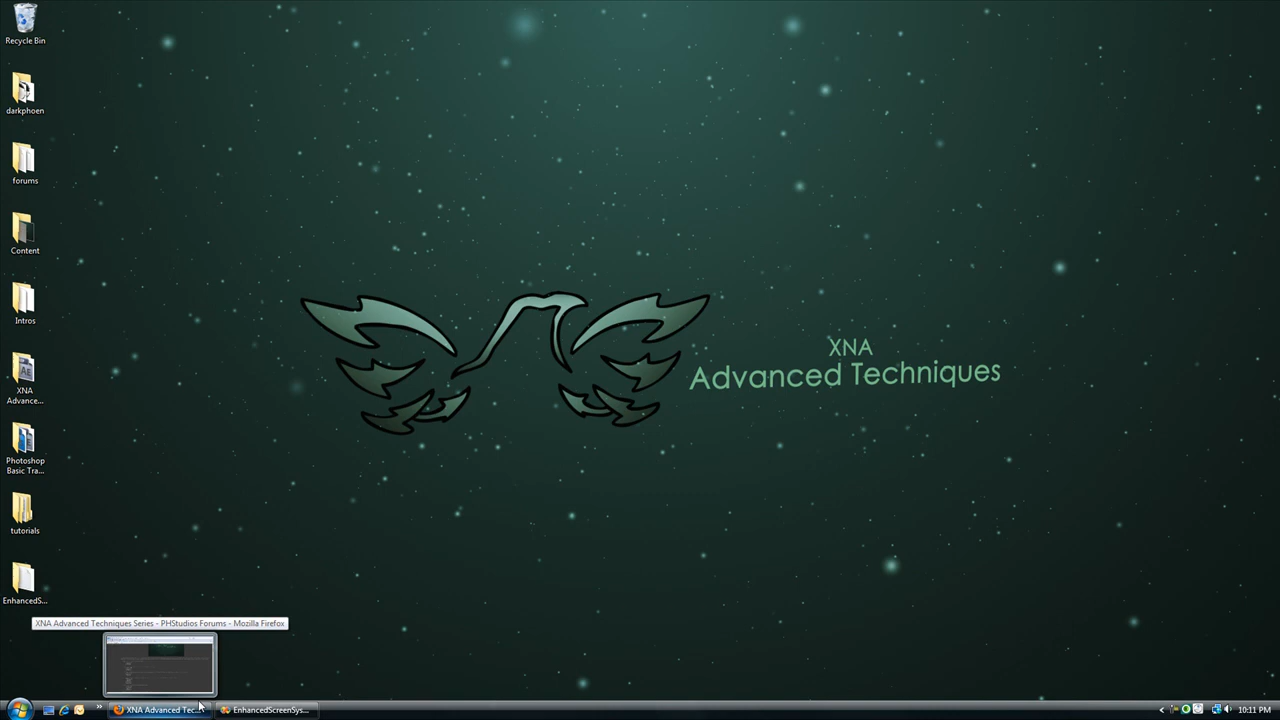 Recycle Bin
darkphoen
forums
Content
Intros
XNA
Advance...
Photoshop
Basic Tra...
tutorials
EnhancedS...
XNA
Advanced Techniques
XNA Advanced Techniques Series - PHStudios Forums - Mozilla Firefox
XNA Advanced Tec...
EnhancedScreenSys...
10:11 PM